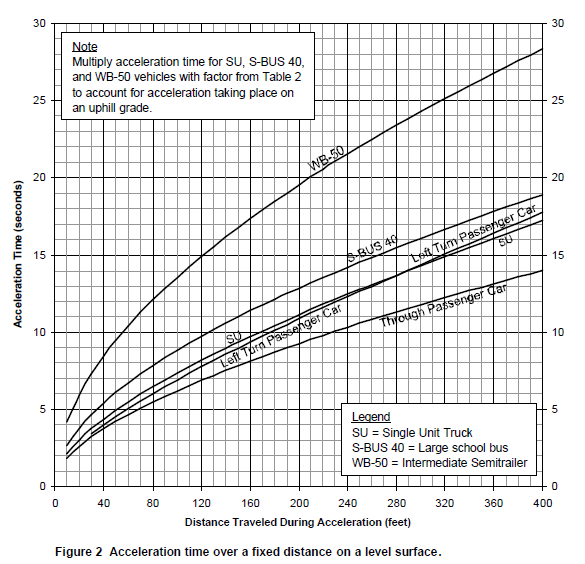 30
25
20
15
10
5
0
30
25
20
15
10
5
0
Note
Multiply acceleration time for SU, S-BUS 40,
and WB-50 vehicles with factor from Table 2
to account for acceleration taking place on
an uphill grade.
WB-50
S-BUS 40
Left Turn Passenger Car
SU
SU
Left Turn Passenger Car
Through Passenger Car
Acceleration Time (seconds)
Legend
SU = Single Unit Truck
S-BUS 40 = Large school bus
WB-50 = Intermediate Semitrailer
0 40 80 120 160 200 240 280 320 360 400
Distance Traveled During Acceleration (feet)
Figure 2 Acceleration time over a fixed distance on a level surface.